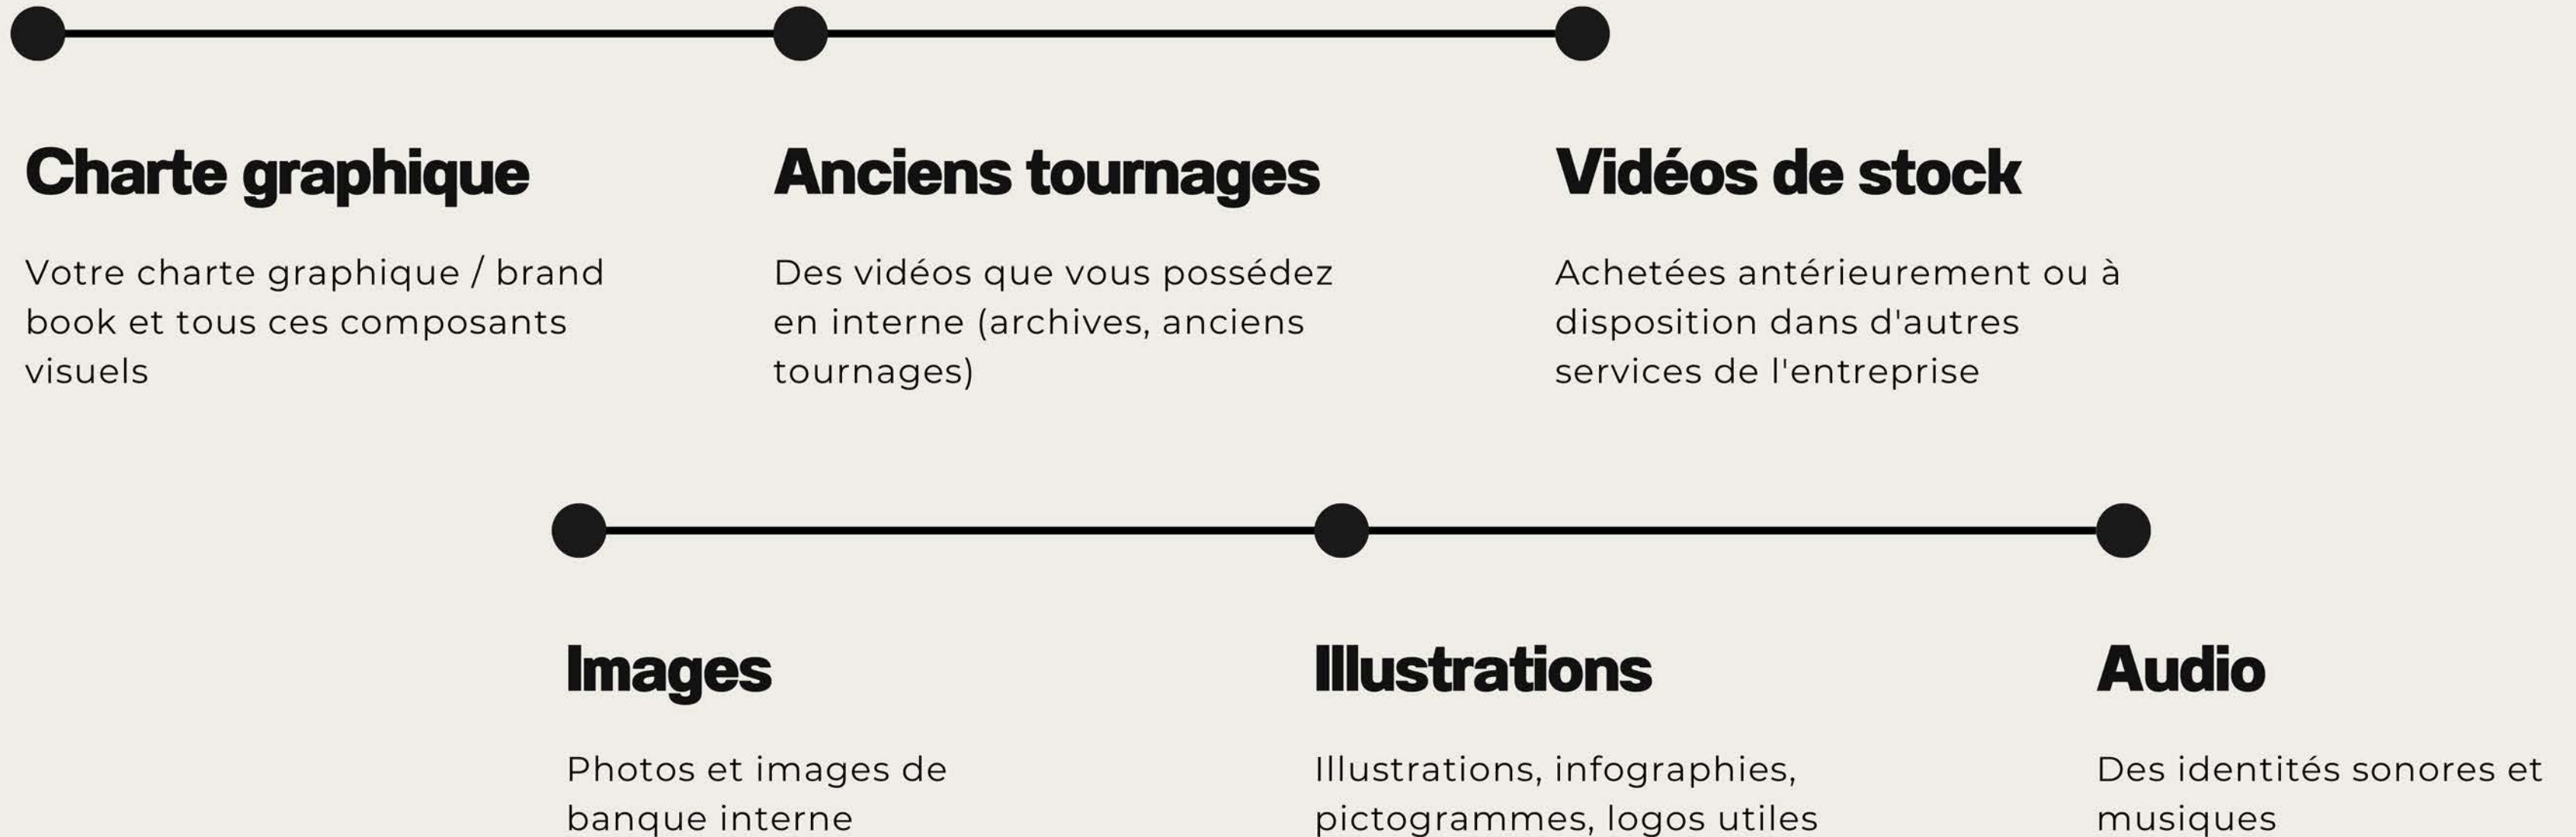 Charte graphique
Votre charte graphique / brand
book et tous ces composants
visuels
Anciens tournages
Des vidéos que vous possédez
en interne (archives, anciens
tournages)
Vidéos de stock
Achetées antérieurement ou à
disposition dans d'autres
services de l'entreprise
Images
Photos et images de
banque interne
Illustrations
Illustrations, infographies,
pictogrammes, logos utiles
Audio
Des identités sonores et
musiques